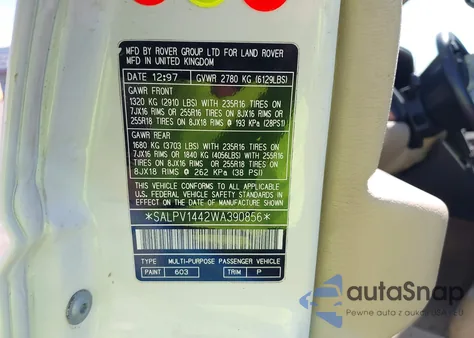 MFD BY ROVER GROUP LTD FOR LAND ROVER
MFD IN UNITED KINGDOM
DATE 12:97 GVWR 2780 KG (6129LBS)
GAWR FRONT
1320 KG (2910 LBS) WITH 235R16 TIRES ON
7JX16 RIMS OR 255R16 TIRES ON 8JX16 RIMS OR
255R18 TIRES ON 8JX18 RIMS @ 193 KPa (28PSI)
GAWR REAR
1680 KG (3703 LBS) WITH 235R16 TIRES ON
7JX16 RIMS OR 1840 KG (4056LBS) WITH 255R16
TIRES ON 8JX16 RIMS OR 255R18 TIRES ON
8JX18 RIMS @ 262 KPa (38 PSI)
THIS VEHICLE CONFORMS TO ALL APPLICABLE
U.S. FEDERAL VEHICLE SAFETY STANDARDS
IN EFFECT ON THE DATE OF MANUFACTURE
SHOWN ABOVE
*SALPV1442WA390856*
TYPE MULTI-PURPOSE PASSENGER VEHICLE
PAINT 603 TRIM P
autoSnap
Pewne auta z aukcji